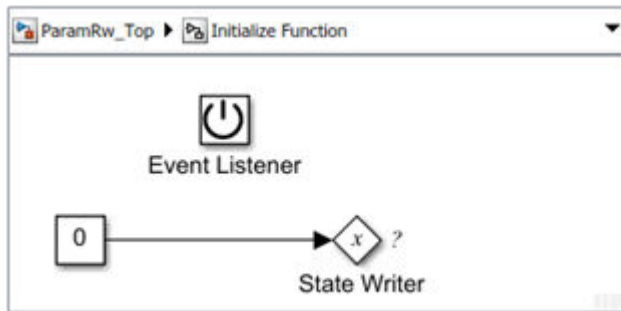 ParamRw_Top Initialize Function
Event Listener
0
x ?
State Writer